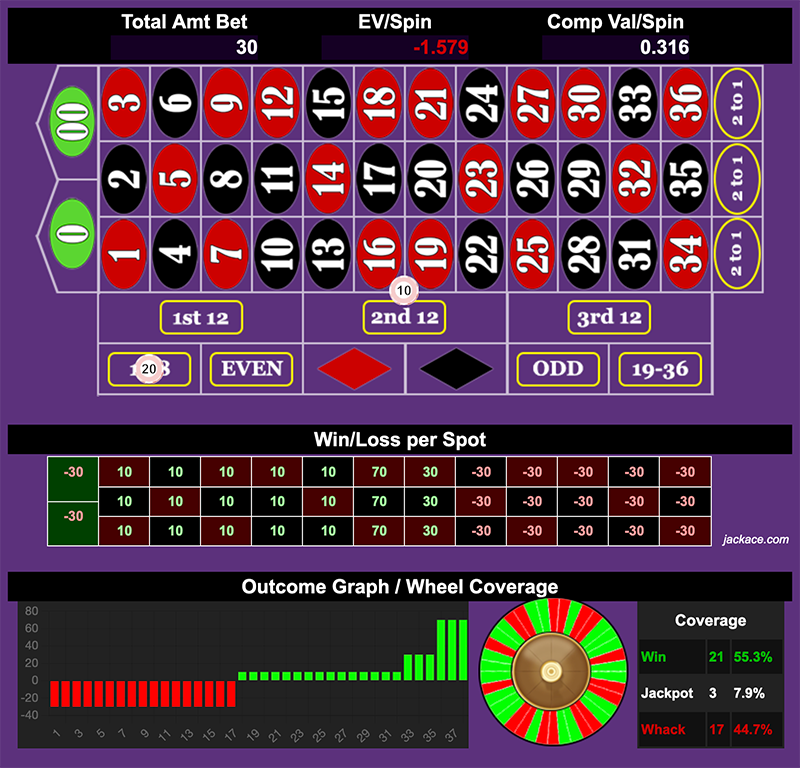 Total Amt Bet EV/Spin Comp Val/Spin
30 -1.579 0.316
00 3 6 9 12 15 18 21 24 27 30 33 36 2 to 1
2 5 8 11 14 17 20 23 26 29 32 35 2 to 1
0 1 4 7 10 13 16 19 22 25 28 31 34 2 to 1
10
1st 12 2nd 12 3rd 12
20 EVEN ODD 19-36
Win/Loss per Spot
-30 10 10 10 10 10 70 30 -30 -30 -30 -30 -30
10 10 10 10 10 70 30 -30 -30 -30 -30 -30
-30 10 10 10 10 10 70 30 -30 -30 -30 -30 -30
jackace.com
Outcome Graph / Wheel Coverage
80
60
40
20
0
-20
-40
1 3 5 7 9 11 13 15 17 19 21 23 25 27 29 31 33 35 37
Coverage
Win 21 55.3%
Jackpot 3 7.9%
Whack 17 44.7%